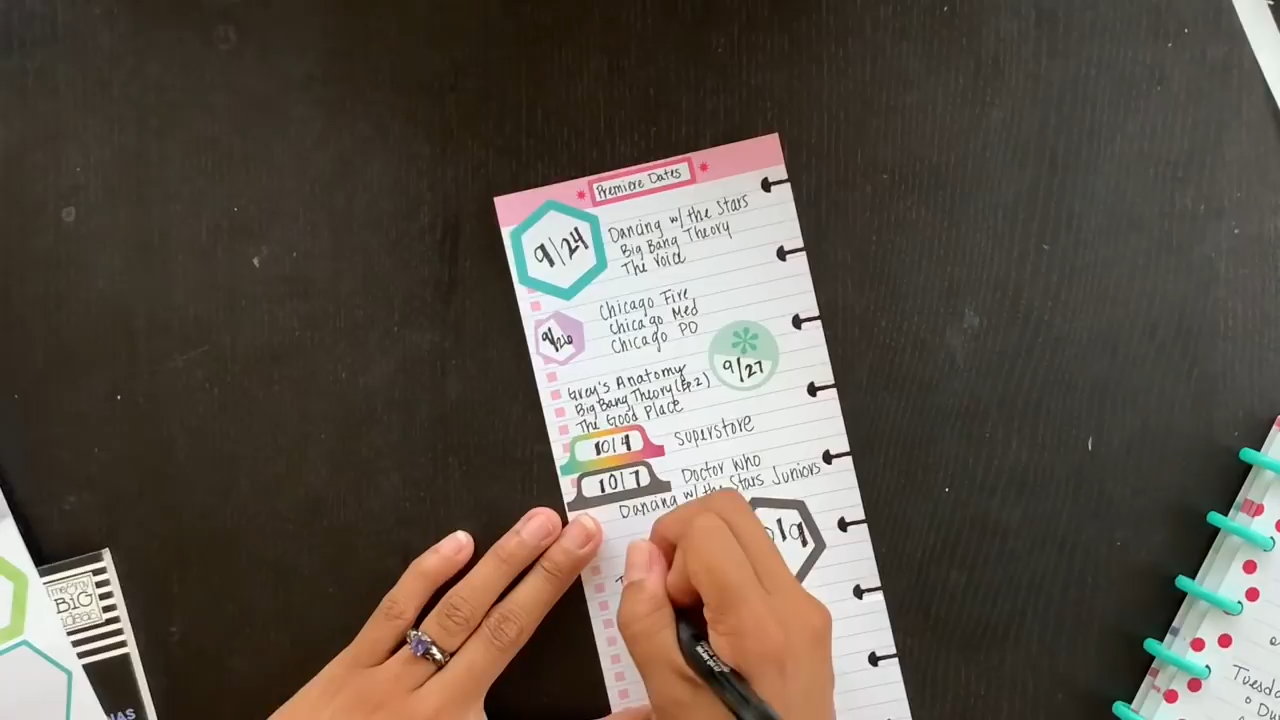 Premiere Dates
9/24
Dancing w/ the Stars
Big Bang Theory
The Voice
9/26
Chicago Fire
Chicago Med
Chicago PD
9/27
Grey's Anatomy
Big Bang Theory (Ep. 2)
The Good Place
10/4
Superstore
10/7
Doctor Who
Dancing w/ the Stars Juniors
me & my
BIG
ideas